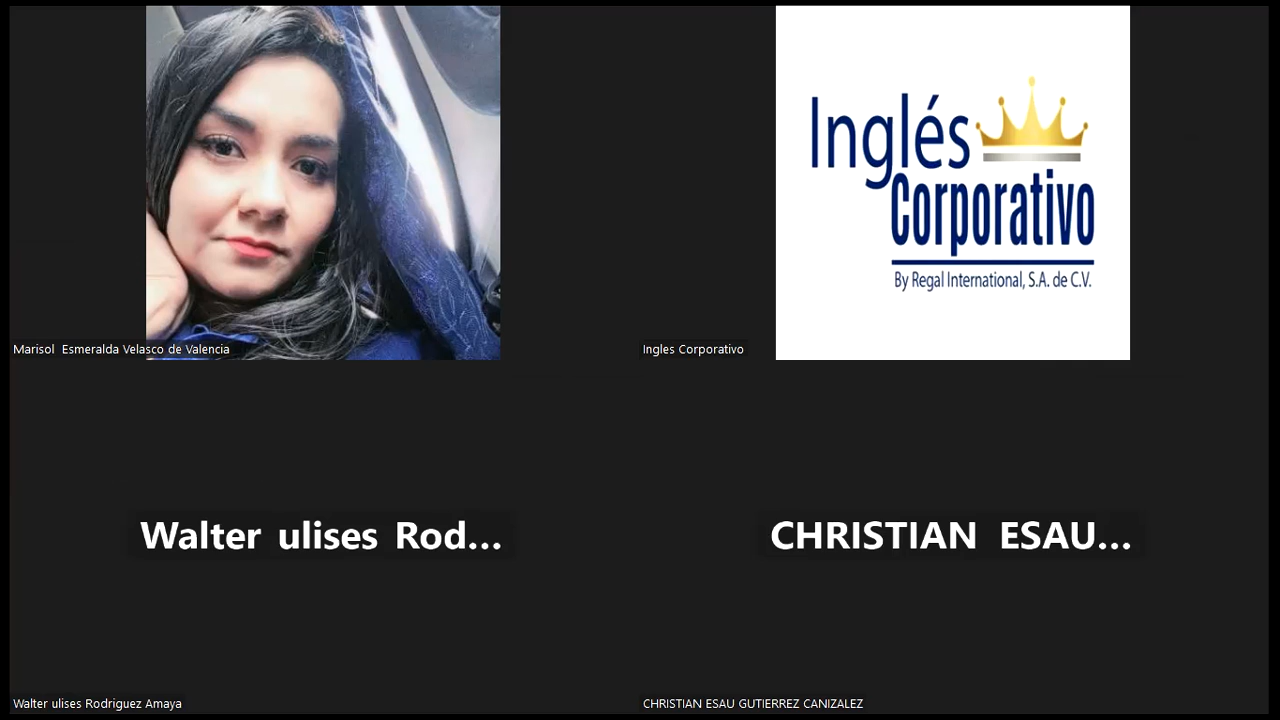 Inglés
Corporativo
By Regal International, S.A. de C.V.
Marisol Esmeralda Velasco de Valencia
Ingles Corporativo
Walter ulises Rod...
CHRISTIAN ESAU...
Walter ulises Rodriguez Amaya
CHRISTIAN ESAU GUTIERREZ CANIZALEZ